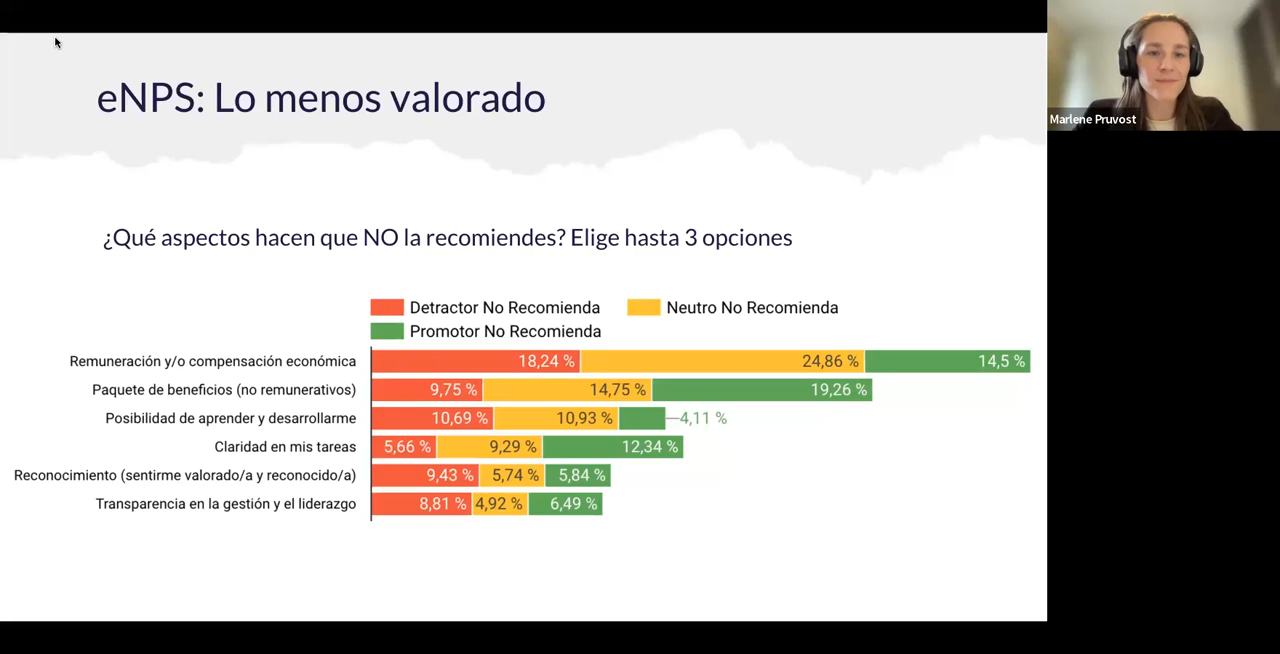 eNPS: Lo menos valorado
Marlene Pruvost
¿Qué aspectos hacen que NO la recomiendes? Elige hasta 3 opciones
Detractor No Recomienda Neutro No Recomienda
Promotor No Recomienda
Remuneración y/o compensación económica 18,24 % 24,86 % 14,5 %
Paquete de beneficios (no remunerativos) 9,75 % 14,75 % 19,26 %
Posibilidad de aprender y desarrollarme 10,69 % 10,93 % 4,11 %
Claridad en mis tareas 5,66 % 9,29 % 12,34 %
Reconocimiento (sentirme valorado/a y reconocido/a) 9,43 % 5,74 % 5,84 %
Transparencia en la gestión y el liderazgo 8,81 % 4,92 % 6,49 %